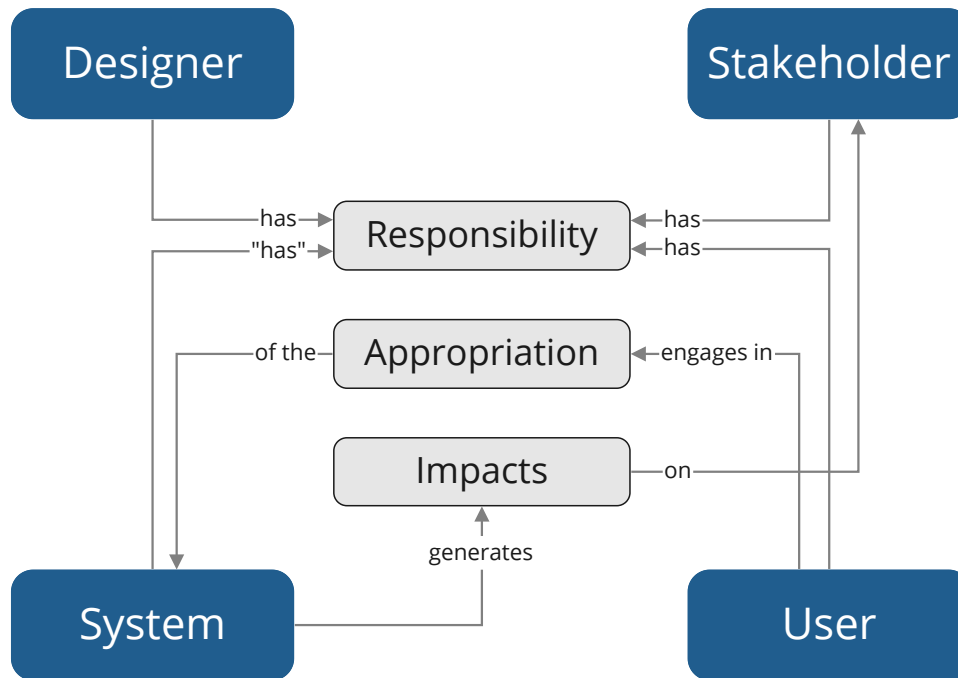 Designer
Stakeholder
has
Responsibility
has
"has"
has
of the
Appropriation
engages in
Impacts
on
generates
System
User